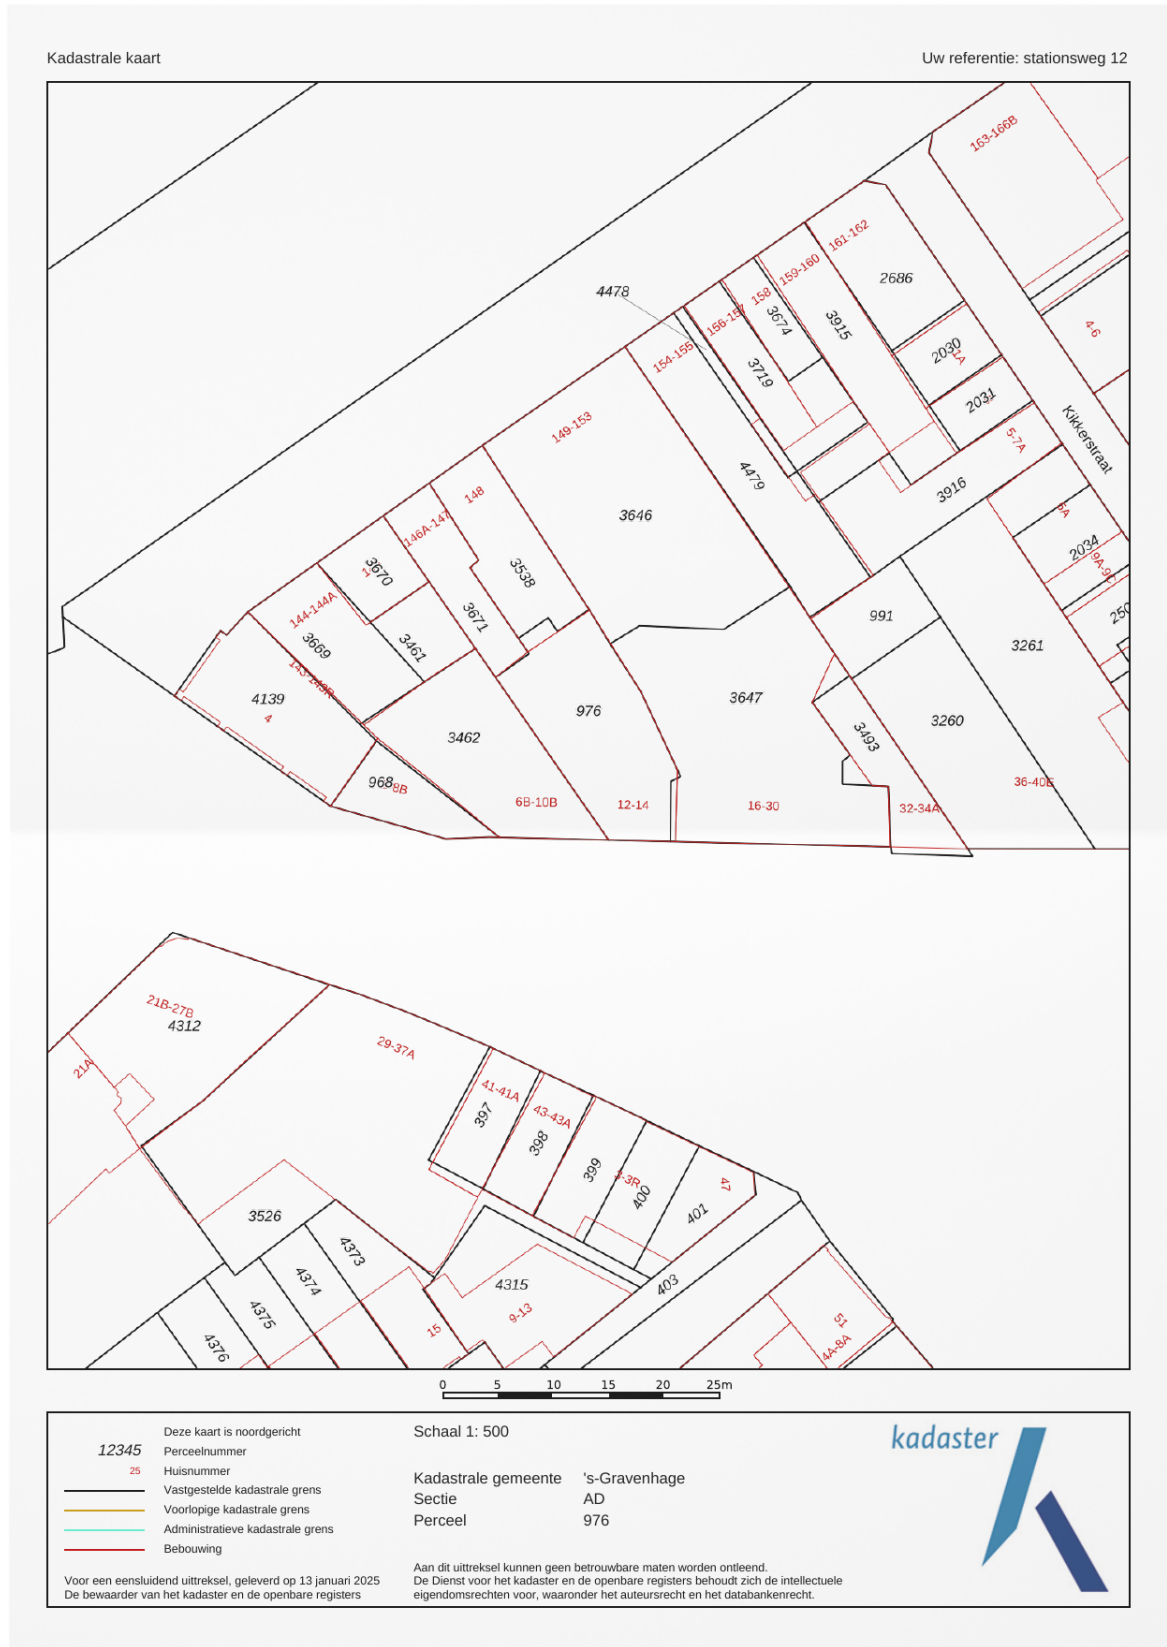 Kadastrale kaart
Uw referentie: stationsweg 12
163-166B
161-162
2686
159-160
4478
158
3674
3915
156-157
4-6
2030
1A
154-155
3719
2031
Kikkerstraat
149-153
5-7A
4479
3916
148
3646
146A-147
2034
9A-9C
3670
3538
144-144A
3671
991
3669
3461
3261
4139
4
976
3647
3260
3462
3493
968
8B
36-40E
6B-10B
12-14
16-30
32-34A
21B-27B
4312
29-37A
21A
41-41A
397
43-43A
398
399
400
47
401
3526
4373
4374
4315
403
4375
9-13
15
51
4376
4A-8A
0 5 10 15 20 25m
Deze kaart is noordgericht
12345 Perceelnummer
25 Huisnummer
Vastgestelde kadastrale grens
Voorlopige kadastrale grens
Administratieve kadastrale grens
Bebouwing
Voor een eensluidend uittreksel, geleverd op 13 januari 2025
De bewaarder van het kadaster en de openbare registers
Schaal 1: 500
Kadastrale gemeente 's-Gravenhage
Sectie AD
Perceel 976
Aan dit uittreksel kunnen geen betrouwbare maten worden ontleend.
De Dienst voor het kadaster en de openbare registers behoudt zich de intellectuele
eigendomsrechten voor, waaronder het auteursrecht en het databankenrecht.
kadaster